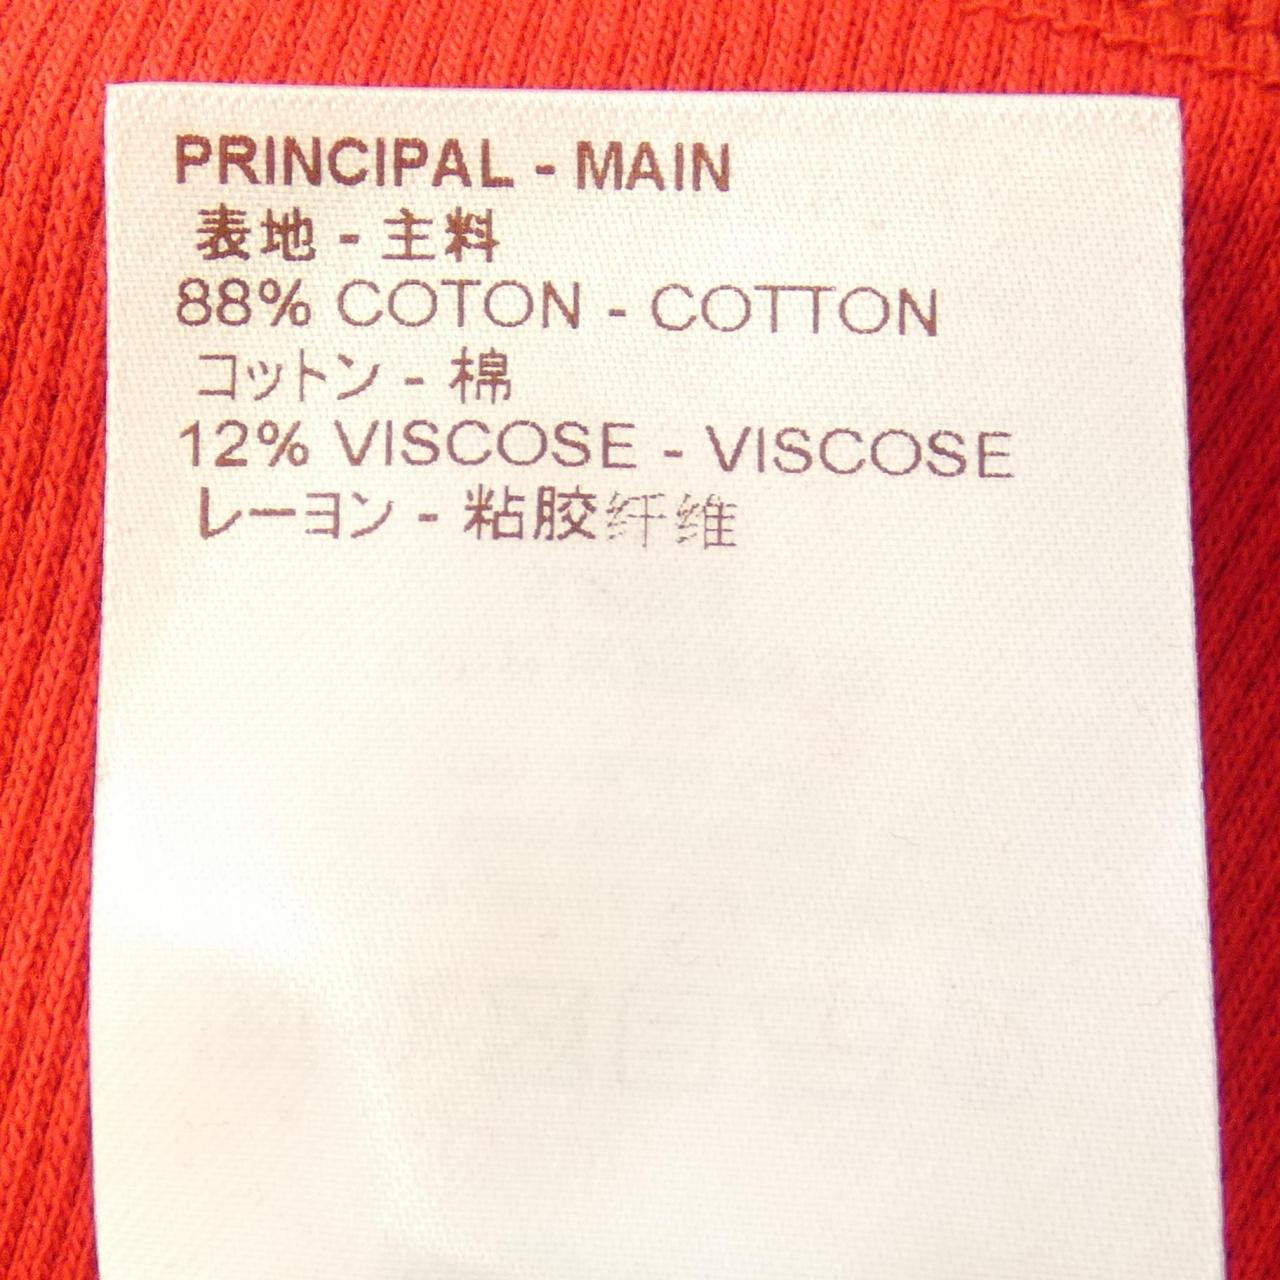 PRINCIPAL - MAIN
表地 - 主料
88% COTON - COTTON
コットン - 棉
12% VISCOSE - VISCOSE
レーヨン - 粘胶纤维